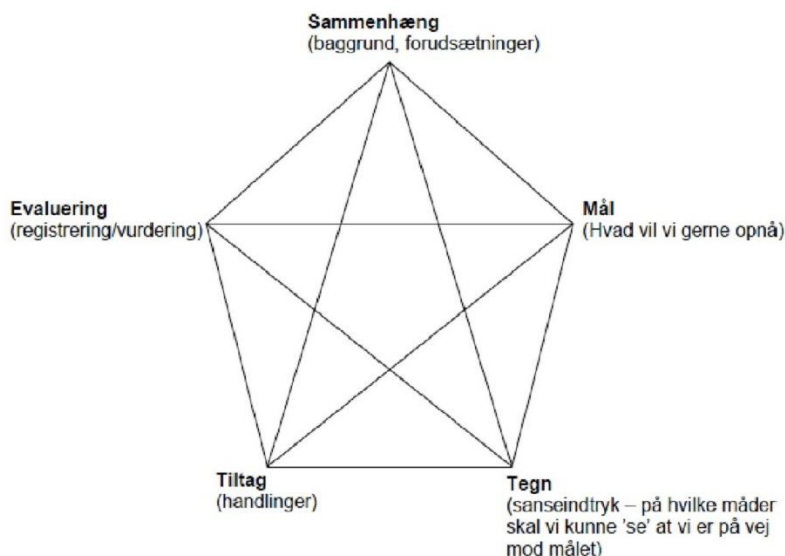 Sammenhæng
(baggrund, forudsætninger)
Evaluering
(registrering/vurdering)
Mål
(Hvad vil vi gerne opnå)
Tiltag
(handlinger)
Tegn
(sanseindtryk – på hvilke måder
skal vi kunne 'se' at vi er på vej
mod målet)